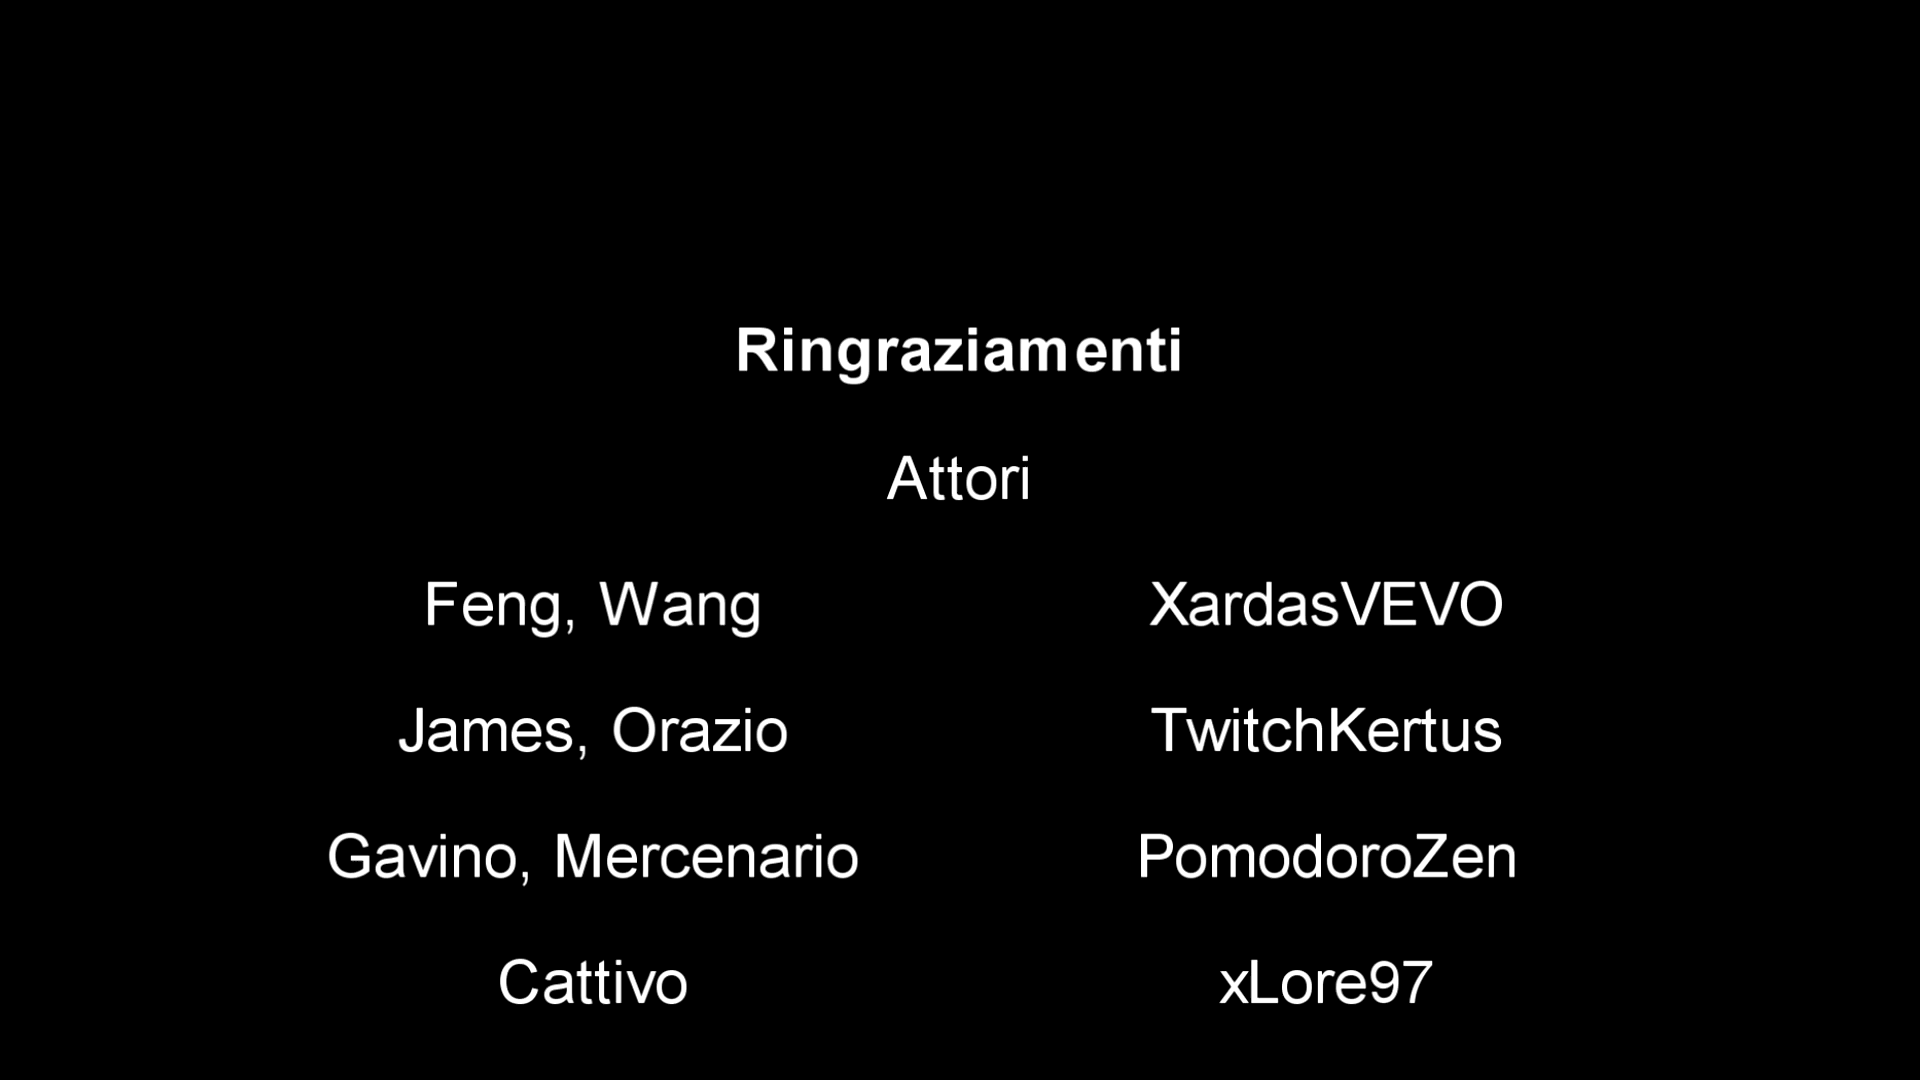 Ringraziamenti
Attori
Feng, Wang XardasVEVO
James, Orazio TwitchKertus
Gavino, Mercenario PomodoroZen
Cattivo xLore97